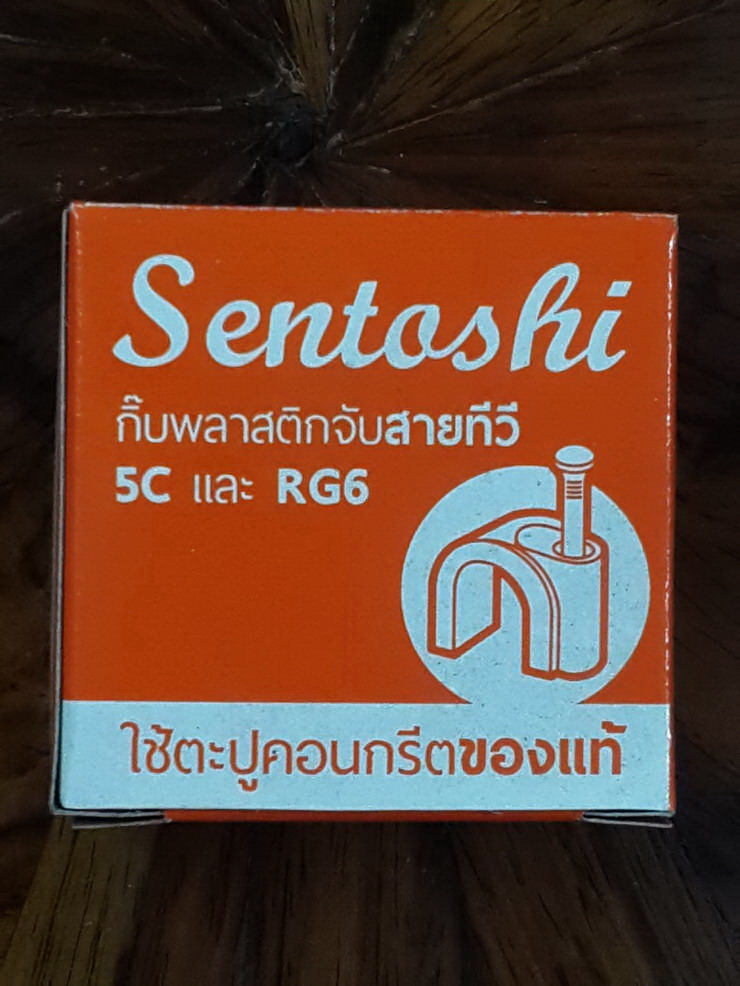 Sentoshi
กิ๊บพลาสติกจับสายทีวี
5C และ RG6
ใช้ตะปูคอนกรีตของแท้